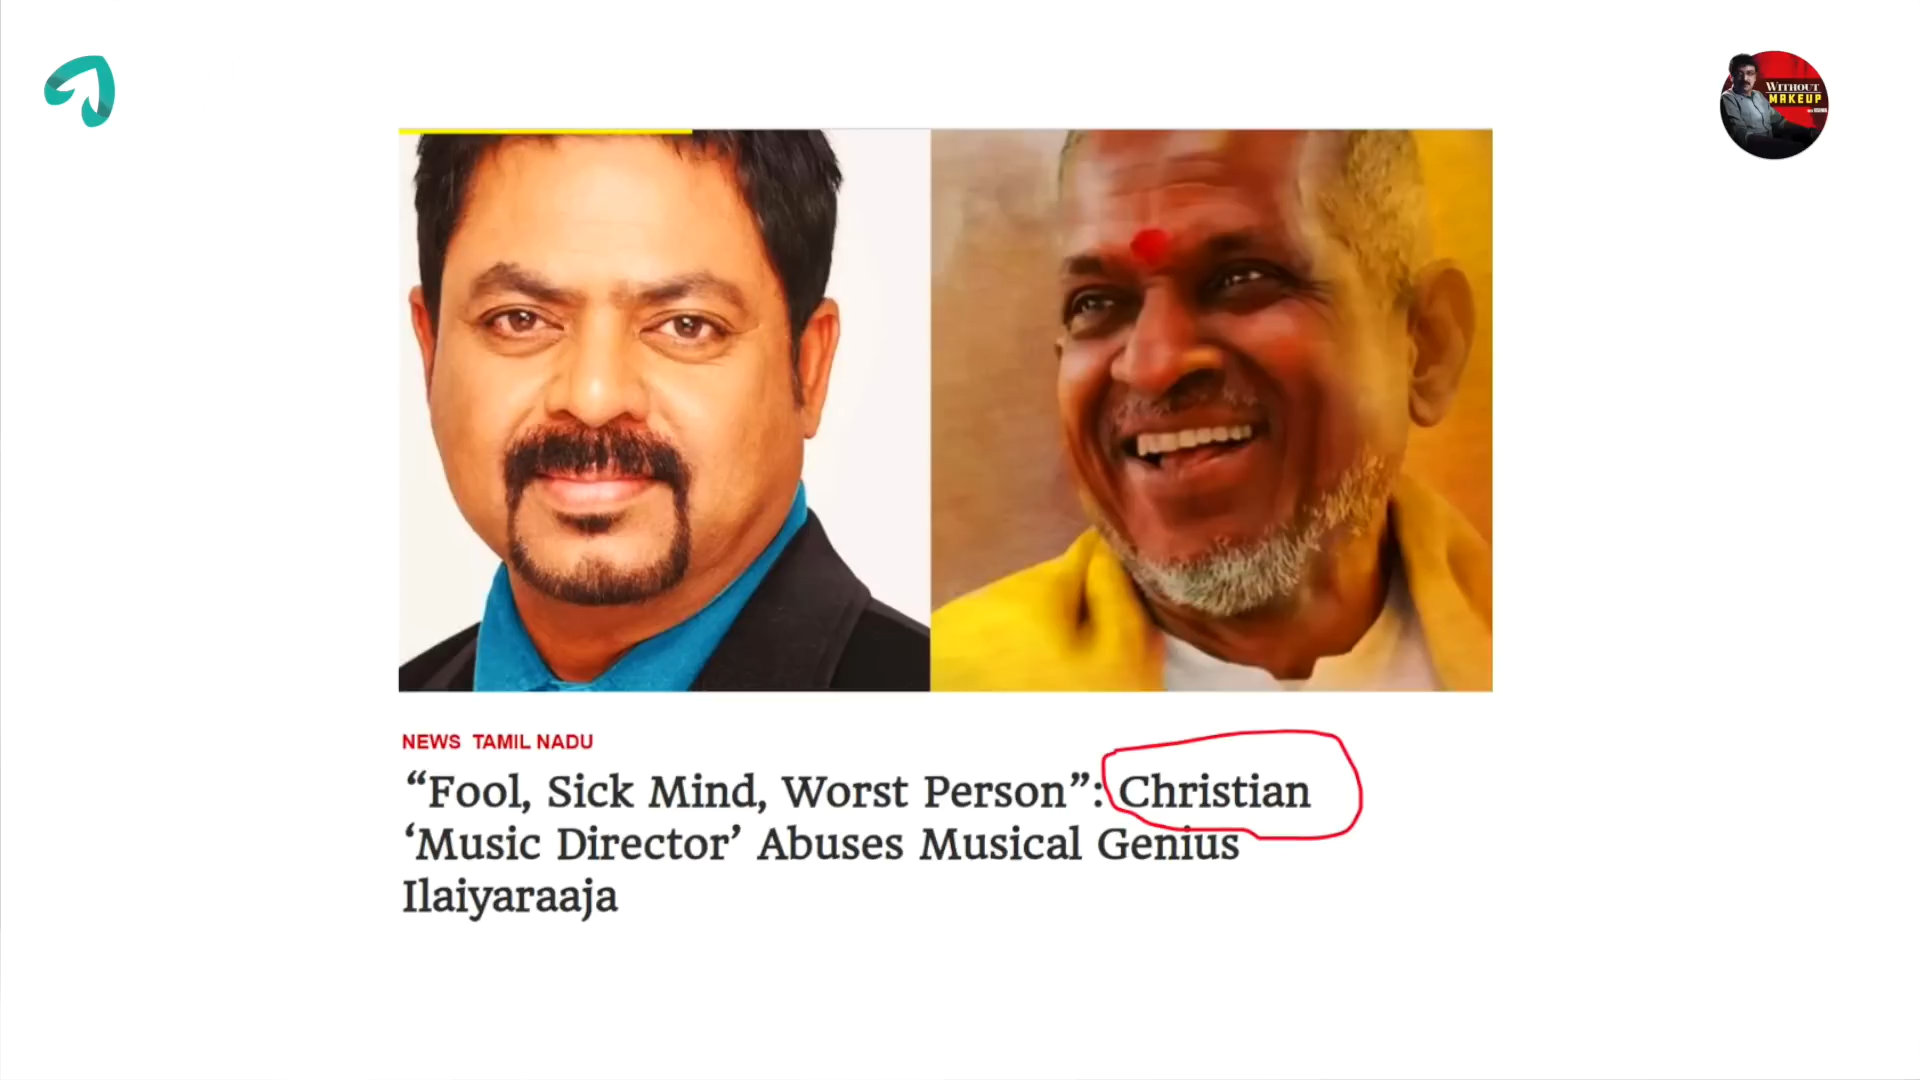 WITHOUT
MAKEUP
NEWS TAMIL NADU
“Fool, Sick Mind, Worst Person”: Christian
‘Music Director’ Abuses Musical Genius
Ilaiyaraaja